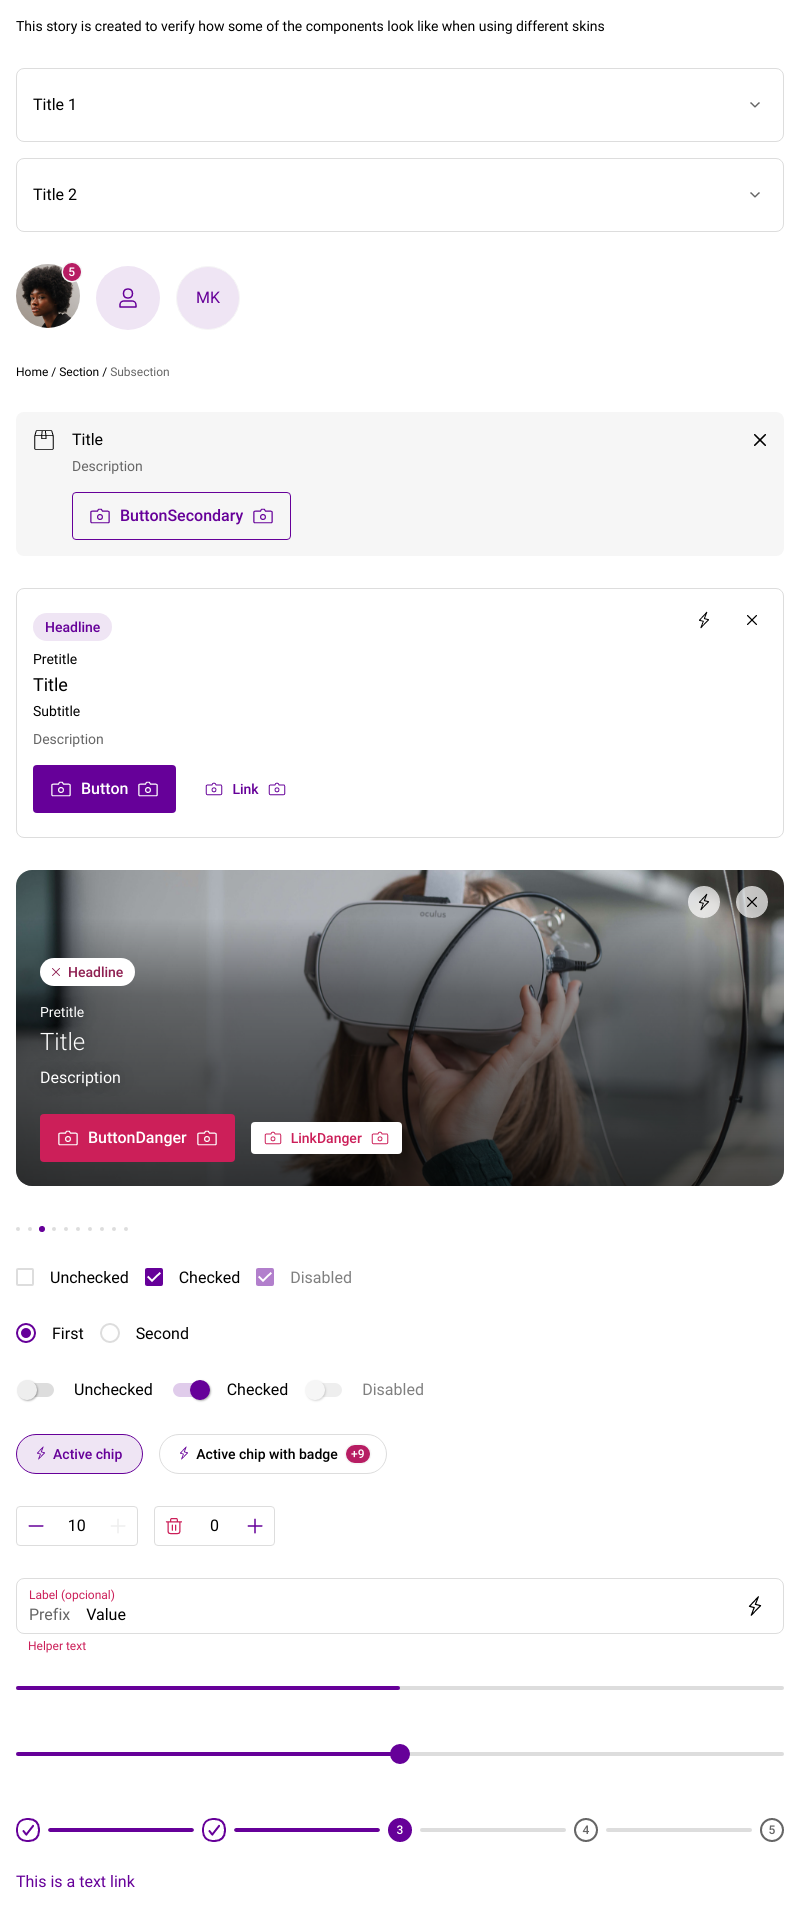 This story is created to verify how some of the components look like when using different skins
Title 1
Title 2
5
MK
Home / Section / Subsection
Title
Description
ButtonSecondary
Headline
Pretitle
Title
Subtitle
Description
Button
Link
oculus
Headline
Pretitle
Title
Description
ButtonDanger
LinkDanger
Unchecked Checked Disabled
First Second
Unchecked Checked Disabled
Active chip
Active chip with badge +9
10
0
Label (opcional)
Prefix Value
Helper text
3 4 5
This is a text link